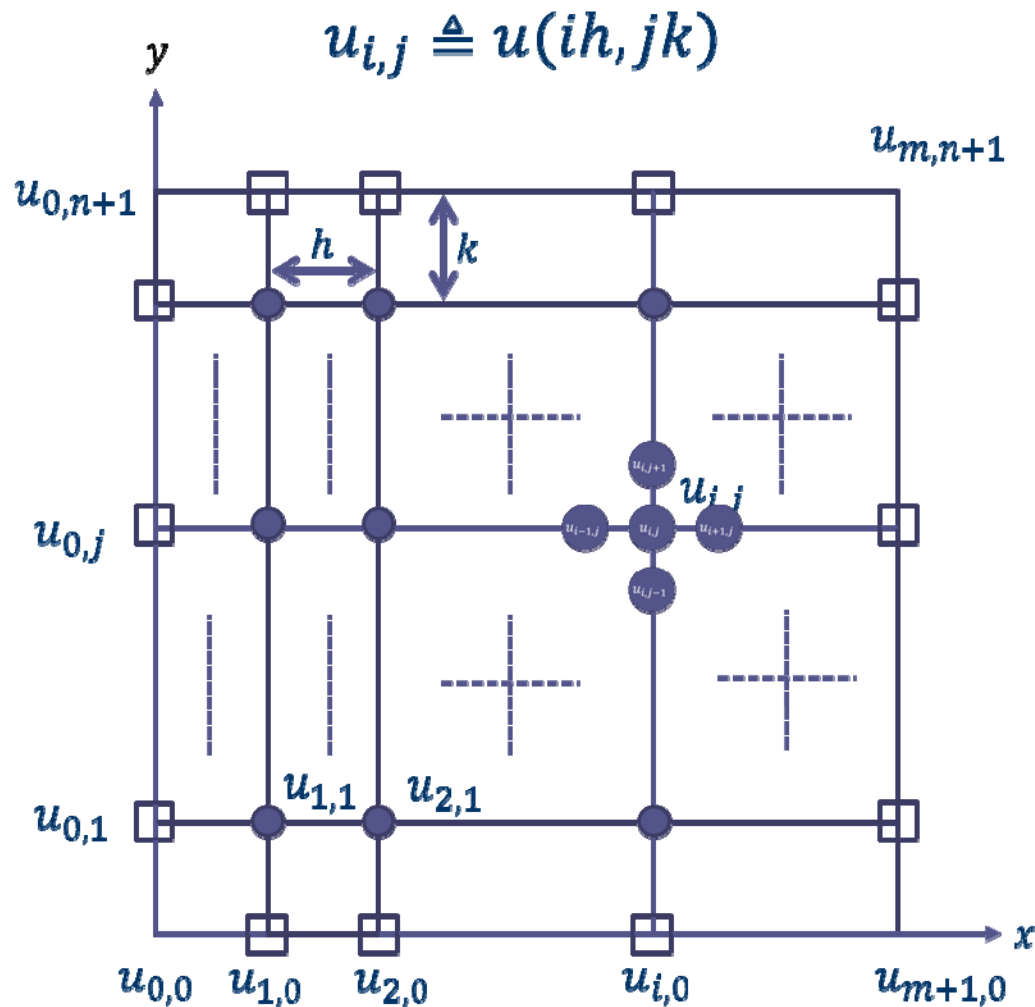 u_{i,j} ≜ u(ih, jk)
y
u_{m,n+1}
u_{0,n+1}
h
k
u_{i,j+1}
u_{i,j}
u_{0,j}
u_{i-1,j}
u_{i,j}
u_{i+1,j}
u_{i,j-1}
u_{1,1}
u_{2,1}
u_{0,1}
x
u_{0,0}
u_{1,0}
u_{2,0}
u_{i,0}
u_{m+1,0}